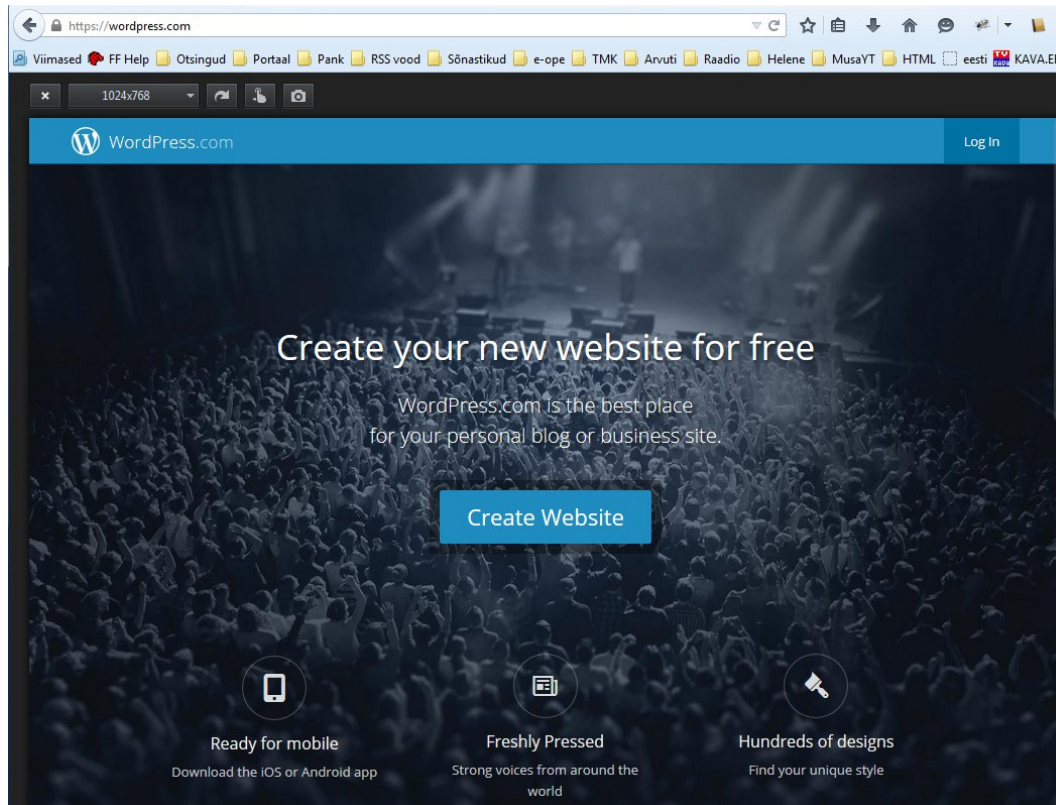 https://wordpress.com
Viimased FF Help Otsingud Portaal Pank RSS vood Sõnastikud e-ope TMK Arvuti Raadio Helene MusaYT HTML eesti TV KAVA KAVA.E
1024x768
WordPress.com Log In
Create your new website for free
WordPress.com is the best place
for your personal blog or business site.
Create Website
Ready for mobile
Download the iOS or Android app
Freshly Pressed
Strong voices from around the
world
Hundreds of designs
Find your unique style